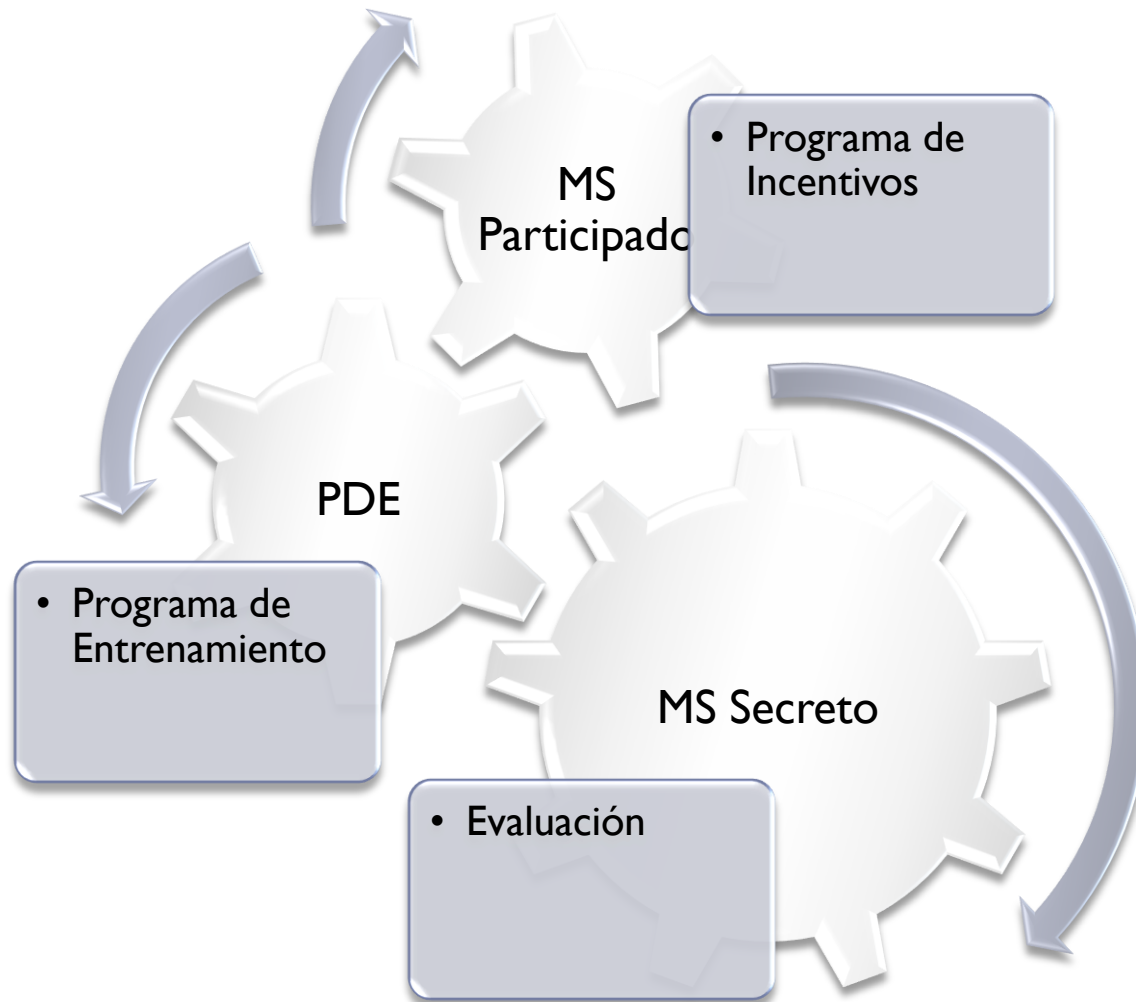 MS
Participado
• Programa de
Incentivos
PDE
• Programa de
Entrenamiento
MS Secreto
• Evaluación